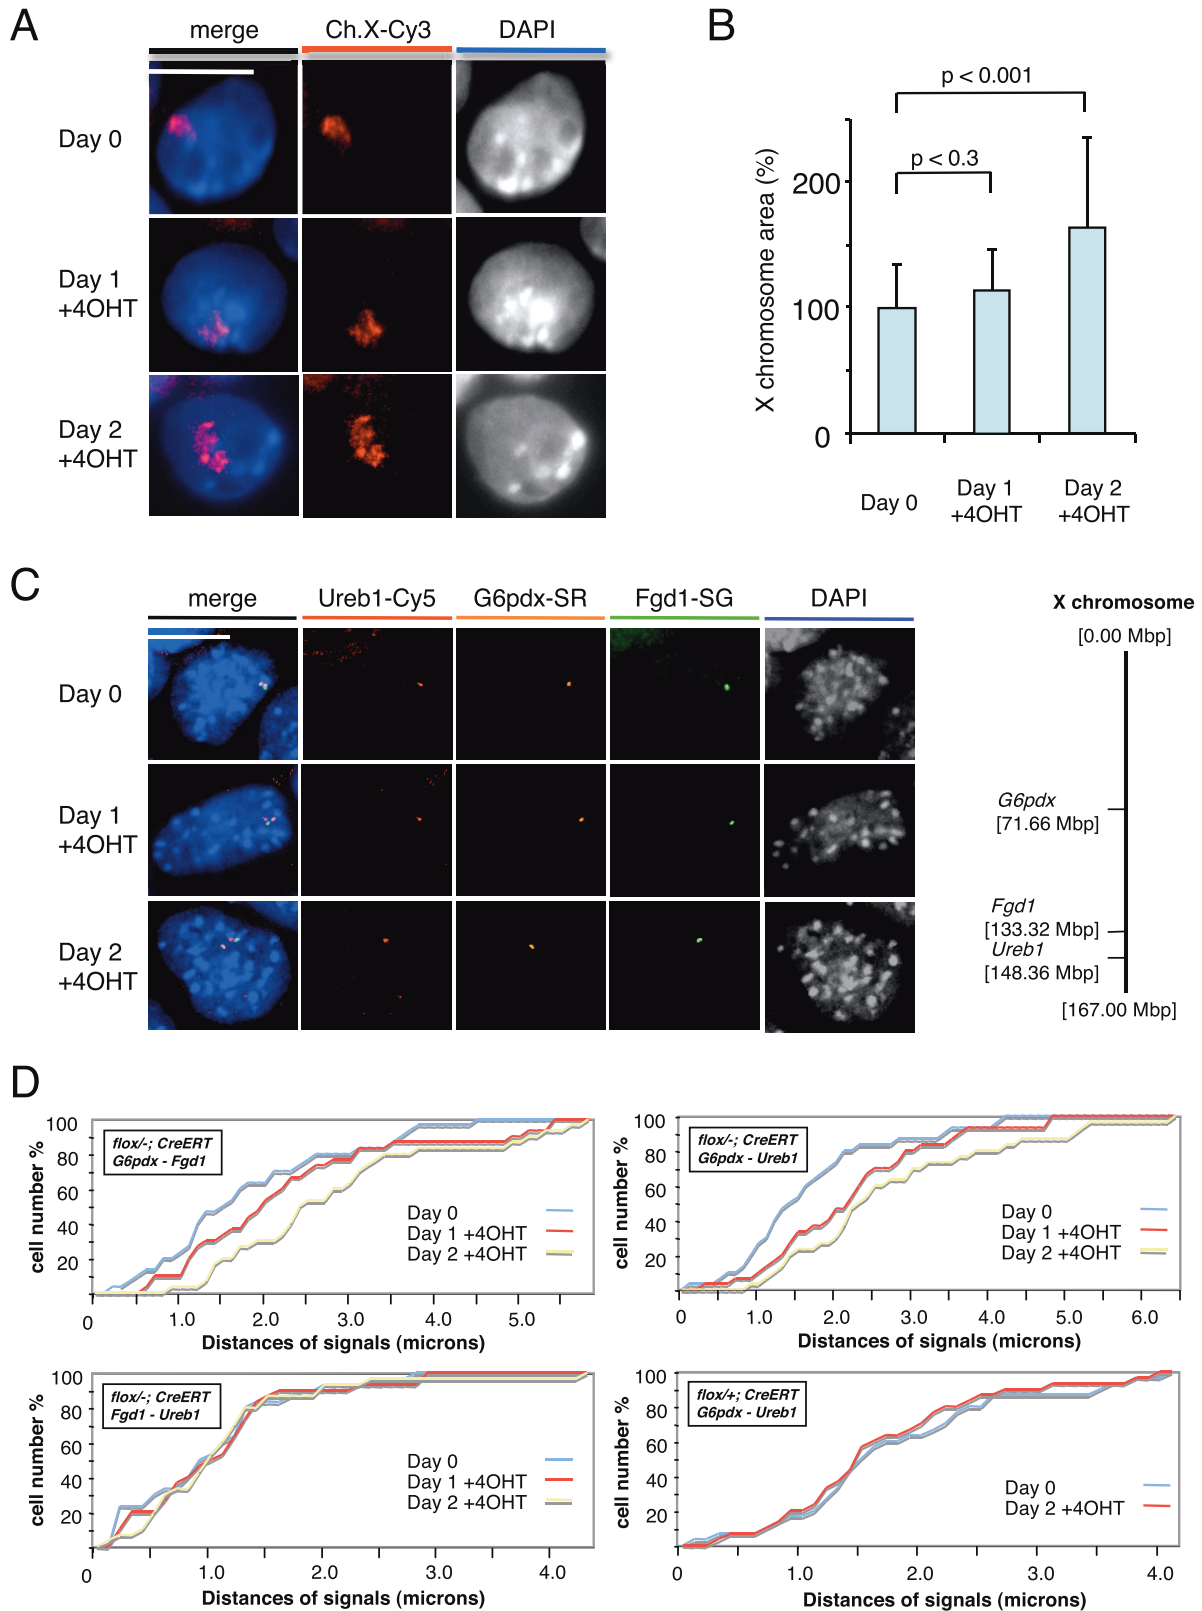 A
merge
Ch.X-Cy3
DAPI
Day 0
Day 1
+4OHT
Day 2
+4OHT
B
p < 0.001
p < 0.3
X chromosome area (%)
200
100
0
Day 0
Day 1
+4OHT
Day 2
+4OHT
C
merge
Ureb1-Cy5
G6pdx-SR
Fgd1-SG
DAPI
Day 0
Day 1
+4OHT
Day 2
+4OHT
X chromosome
[0.00 Mbp]
G6pdx
[71.66 Mbp]
Fgd1
[133.32 Mbp]
Ureb1
[148.36 Mbp]
[167.00 Mbp]
D
cell number %
100
80
60
40
20
flox/-; CreERT
G6pdx - Fgd1
Day 0
Day 1 +4OHT
Day 2 +4OHT
0 1.0 2.0 3.0 4.0 5.0
Distances of signals (microns)
cell number %
100
80
60
40
20
flox/-; CreERT
G6pdx - Ureb1
Day 0
Day 1 +4OHT
Day 2 +4OHT
0 1.0 2.0 3.0 4.0 5.0 6.0
Distances of signals (microns)
cell number %
100
80
60
40
20
flox/-; CreERT
Fgd1 - Ureb1
Day 0
Day 1 +4OHT
Day 2 +4OHT
0 1.0 2.0 3.0 4.0
Distances of signals (microns)
cell number %
100
80
60
40
20
flox/+; CreERT
G6pdx - Ureb1
Day 0
Day 2 +4OHT
0 1.0 2.0 3.0 4.0
Distances of signals (microns)